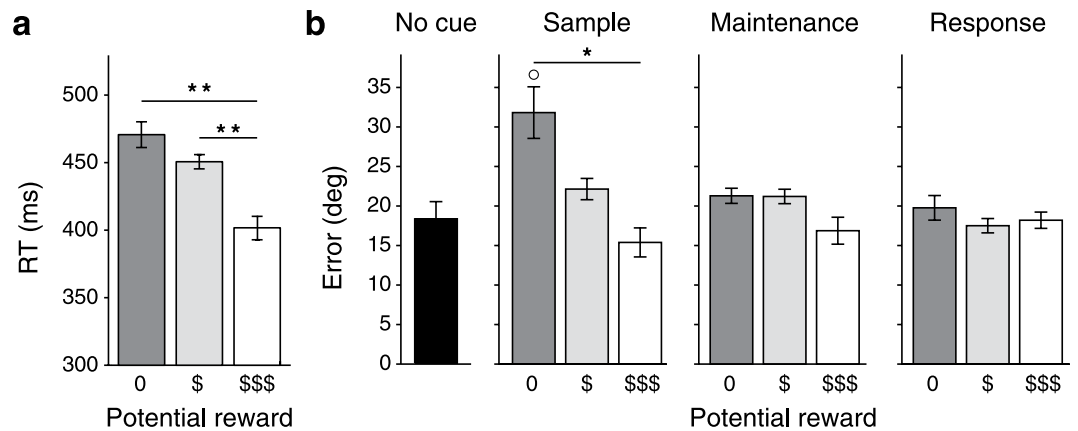 a
RT (ms)
500
450
400
350
300
* *
* *
0 $ $$$
Potential reward
b
No cue Sample Maintenance Response
Error (deg)
35
30
25
20
15
10
5
0
*
0 $ $$$ 0 $ $$$ 0 $ $$$
Potential reward